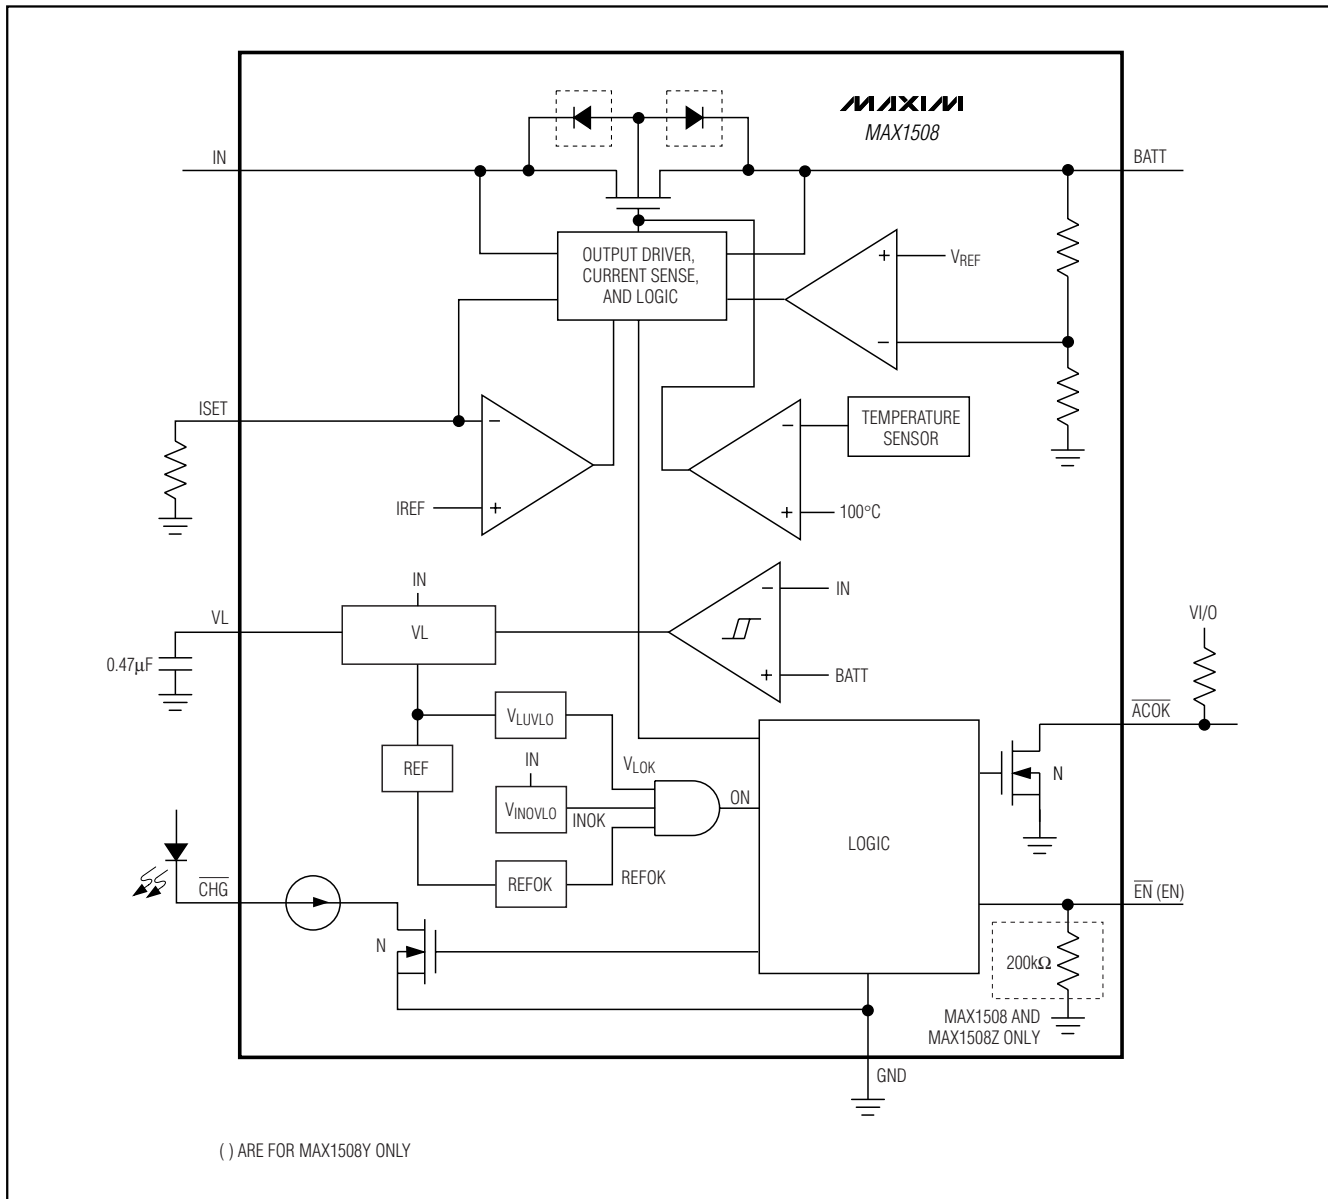 MAXIM
MAX1508
IN
BATT
OUTPUT DRIVER,
CURRENT SENSE,
AND LOGIC
+
VREF
−
ISET
−
IREF
+
TEMPERATURE
SENSOR
−
+
100°C
IN
VL
VL
0.47µF
−
IN
+
BATT
VI/O
ACOK
VLUVLO
REF
VLOK
IN
VINOVLO
INOK
ON
LOGIC
N
REFOK
REFOK
CHG
N
EN (EN)
200kΩ
MAX1508 AND
MAX1508Z ONLY
GND
( ) ARE FOR MAX1508Y ONLY